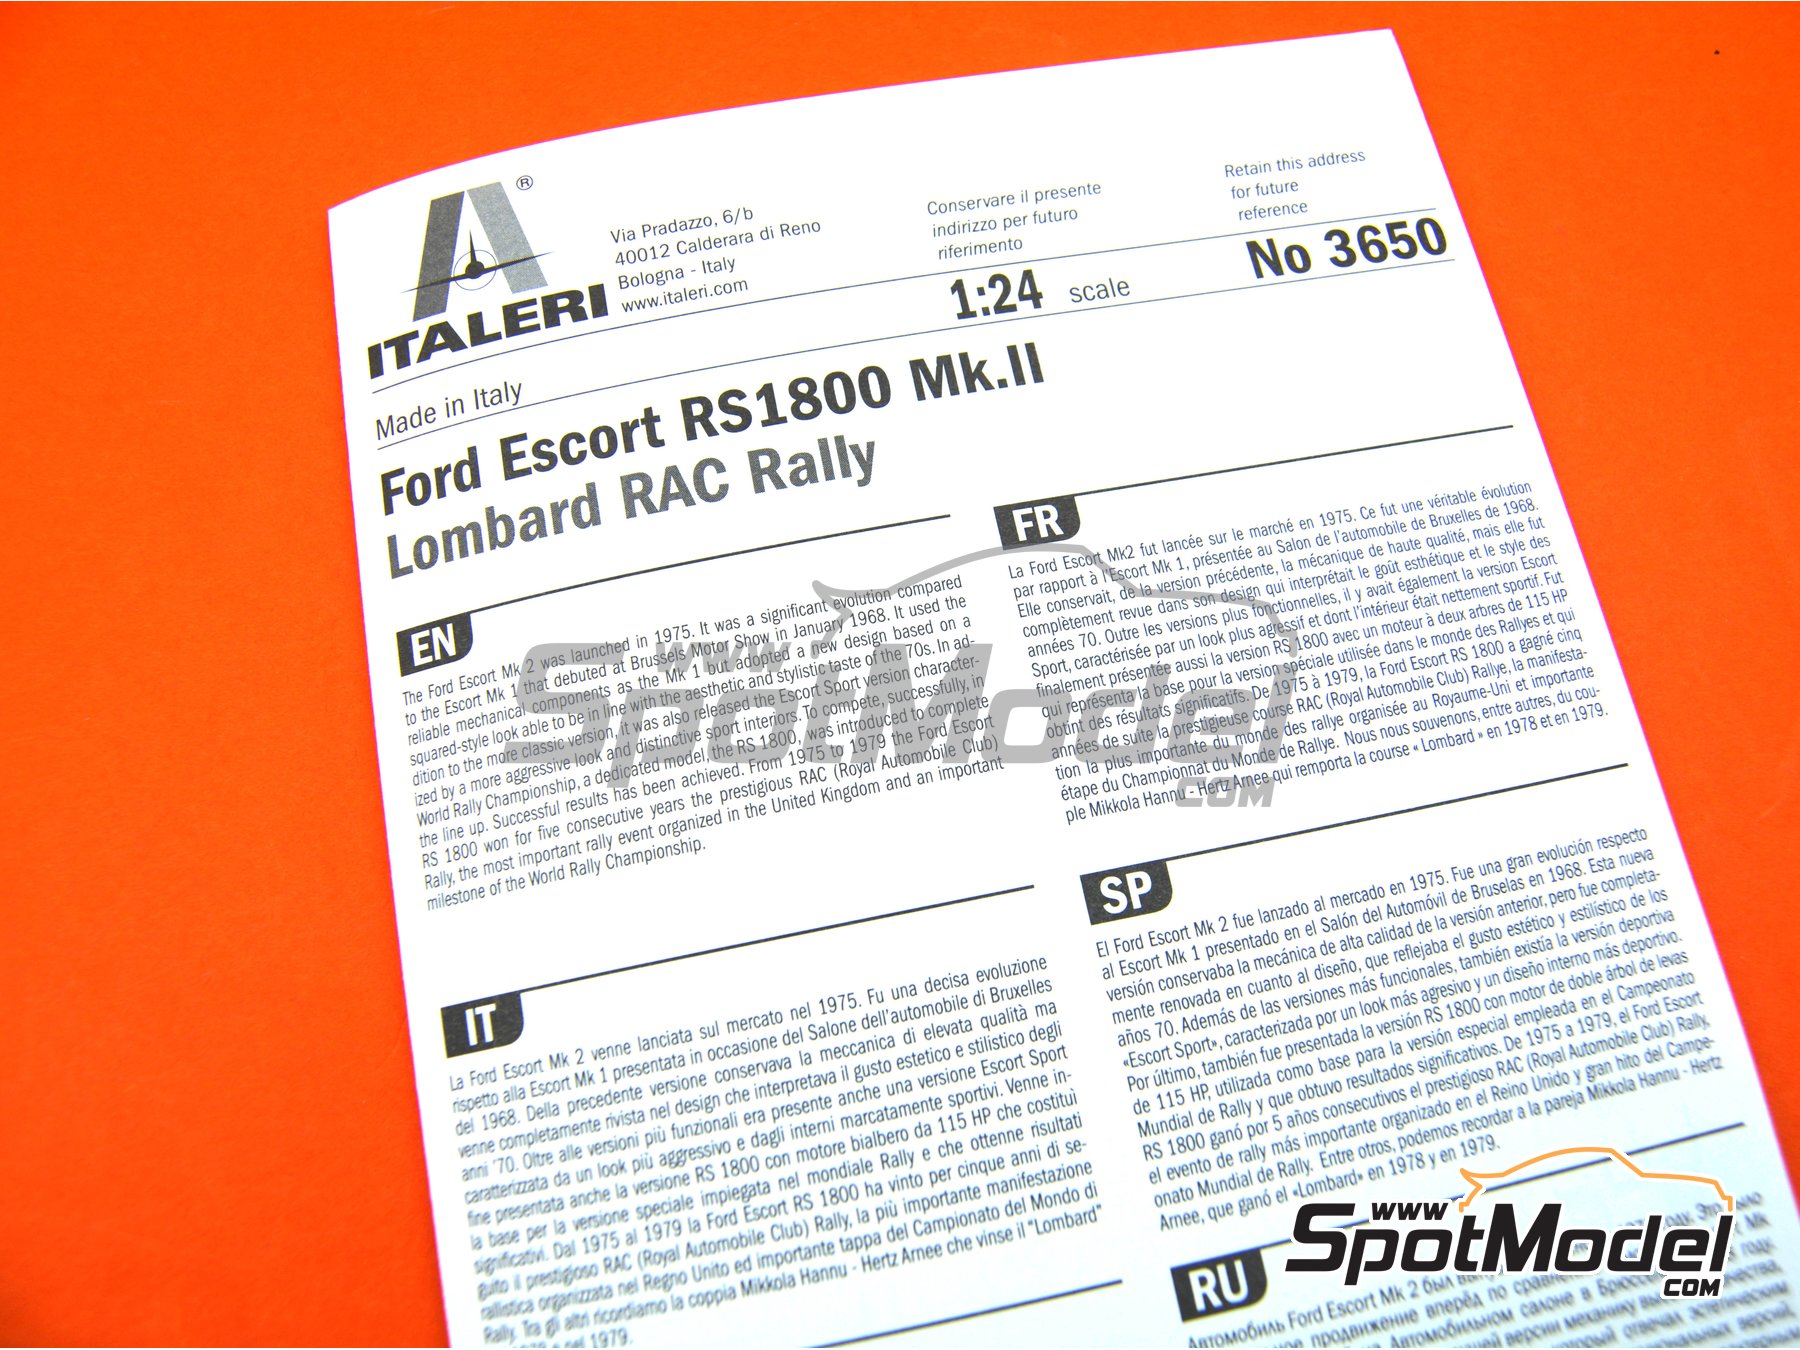 ITALERI
®
Via Pradazzo, 6/b
40012 Calderara di Reno
Bologna - Italy
www.italeri.com
Conservare il presente
indirizzo per futuro
riferimento
Retain this address
for future
reference
1:24 scale
No 3650
Made in Italy
Ford Escort RS1800 Mk.II
Lombard RAC Rally
EN
The Ford Escort Mk 2 was launched in 1975. It was a significant evolution compared
to the Escort Mk 1 that debuted at Brussels Motor Show in January 1968. It used the
reliable mechanical components as the Mk 1 but adopted a new design based on a
squared-style look able to be in line with the aesthetic and stylistic taste of the 70s. In ad-
dition to the more classic version, it was also released the Escort Sport version character-
ized by a more aggressive look and distinctive sport interiors. To compete, successfully, in
World Rally Championship, a dedicated model, the RS 1800, was introduced to complete
the line up. Successful results has been achieved. From 1975 to 1979 the Ford Escort
RS 1800 won for five consecutive years the prestigious RAC (Royal Automobile Club)
Rally, the most important rally event organized in the United Kingdom and an important
milestone of the World Rally Championship.
FR
La Ford Escort Mk2 fut lancée sur le marché en 1975. Ce fut une véritable évolution
par rapport à l'Escort Mk 1, présentée au Salon de l'automobile de Bruxelles de 1968.
Elle conservait, de la version précédente, la mécanique de haute qualité, mais elle fut
complètement revue dans son design qui interprétait le goût esthétique et le style des
années 70. Outre les versions plus fonctionnelles, il y avait également la version Escort
Sport, caractérisée par un look plus agressif et dont l'intérieur était nettement sportif. Fut
finalement présentée aussi la version RS 1800 avec un moteur à deux arbres de 115 HP
qui représenta la base pour la version spéciale utilisée dans le monde des Rallyes et qui
obtint des résultats significatifs. De 1975 à 1979, la Ford Escort RS 1800 a gagné cinq
années de suite la prestigieuse course RAC (Royal Automobile Club) Rallye, la manifesta-
tion la plus importante du monde des rallye organisée au Royaume-Uni et importante
étape du Championnat du Monde de Rallye. Nous nous souvenons, entre autres, du cou-
ple Mikkola Hannu - Hertz Arnee qui remporta la course « Lombard » en 1978 et en 1979.
IT
La Ford Escort Mk 2 venne lanciata sul mercato nel 1975. Fu una decisa evoluzione
rispetto alla Escort Mk 1 presentata in occasione del Salone dell'automobile di Bruxelles
del 1968. Della precedente versione conservava la meccanica di elevata qualità ma
venne completamente rivista nel design che interpretava il gusto estetico e stilistico degli
anni '70. Oltre alle versioni più funzionali era presente anche una versione Escort Sport
caratterizzata da un look più aggressivo e dagli interni marcatamente sportivi. Venne in-
fine presentata anche la versione RS 1800 con motore bialbero da 115 HP che costituì
la base per la versione speciale impiegata nel mondiale Rally e che ottenne risultati
significativi. Dal 1975 al 1979 la Ford Escort RS 1800 ha vinto per cinque anni di se-
guito il prestigioso RAC (Royal Automobile Club) Rally, la più importante manifestazione
rallistica organizzata nel Regno Unito ed importante tappa del Campionato del Mondo di
Rally. Tra gli altri ricordiamo la coppia Mikkola Hannu - Hertz Arnee che vinse il "Lombard"
e nel 1979.
SP
El Ford Escort Mk 2 fue lanzado al mercado en 1975. Fue una gran evolución respecto
al Escort Mk 1 presentado en el Salón del Automóvil de Bruselas en 1968. Esta nueva
versión conservaba la mecánica de alta calidad de la versión anterior, pero fue completa-
mente renovada en cuanto al diseño, que reflejaba el gusto estético y estilístico de los
años 70. Además de las versiones más funcionales, también existía la versión deportiva
«Escort Sport», caracterizada por un look más agresivo y un diseño interno más deportivo.
Por último, también fue presentada la versión RS 1800 con motor de doble árbol de levas
de 115 HP, utilizada como base para la versión especial empleada en el Campeonato
Mundial de Rally y que obtuvo resultados significativos. De 1975 a 1979, el Ford Escort
RS 1800 ganó por 5 años consecutivos el prestigioso RAC (Royal Automobile Club) Rally,
el evento de rally más importante organizado en el Reino Unido y gran hito del Campe-
onato Mundial de Rally. Entre otros, podemos recordar a la pareja Mikkola Hannu - Hertz
Arnee, que ganó el «Lombard» en 1978 y en 1979.
RU
Автомобиль Ford Escort Mk 2 был
продвижение вперёд по
Автомобильном салоне в
версии механику
который отвечал эстетическим
www
SpotModel
.COM
www
SpotModel
.COM